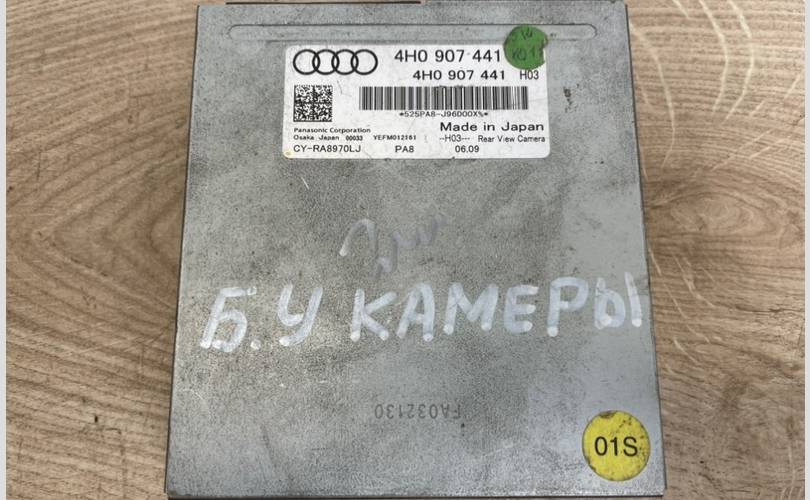 4H0 907 441
4H0 907 441 H03
*525PA8-J96D00X%*
Panasonic Corporation
Made in Japan
Osaka Japan 00033 YEFM012161 --H03--- Rear View Camera
CY-RA8970LJ PA8 06.09
Б.У КАМЕРЫ
FA032130
01S